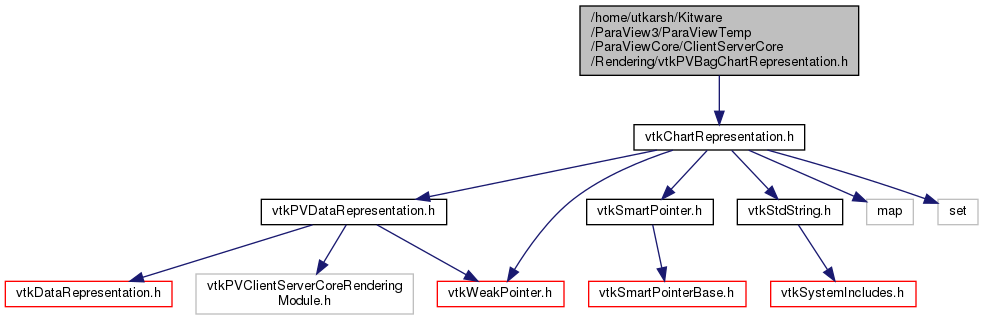 /home/utkarsh/Kitware
/ParaView3/ParaViewTemp
/ParaViewCore/ClientServerCore
/Rendering/vtkPVBagChartRepresentation.h
vtkChartRepresentation.h
vtkPVDataRepresentation.h
vtkSmartPointer.h
vtkStdString.h
map
set
vtkDataRepresentation.h
vtkPVClientServerCoreRendering
Module.h
vtkWeakPointer.h
vtkSmartPointerBase.h
vtkSystemIncludes.h